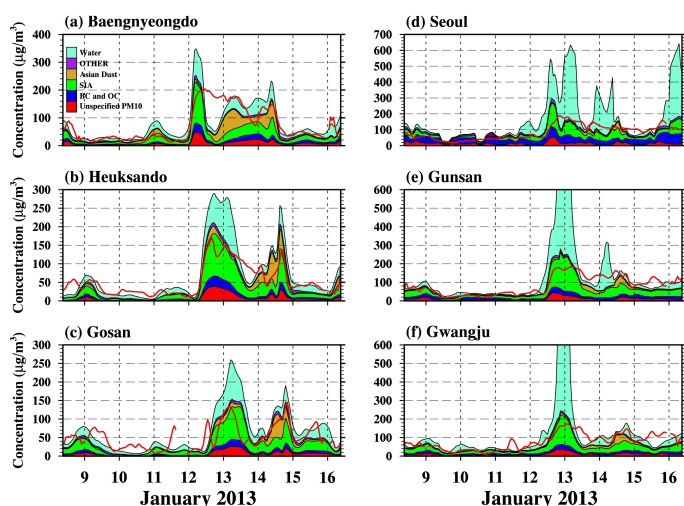 (a) Baengnyeongdo
Concentration (µg/m³)
400
300
200
100
0
Water
OTHER
Asian Dust
SIA
BC and OC
Unspecified PM10
(d) Seoul
700
600
500
400
300
200
100
0
(b) Heuksando
Concentration (µg/m³)
300
250
200
150
100
50
0
(e) Gunsan
600
500
400
300
200
100
0
(c) Gosan
Concentration (µg/m³)
300
250
200
150
100
50
0
9 10 11 12 13 14 15 16
January 2013
(f) Gwangju
600
500
400
300
200
100
0
9 10 11 12 13 14 15 16
January 2013